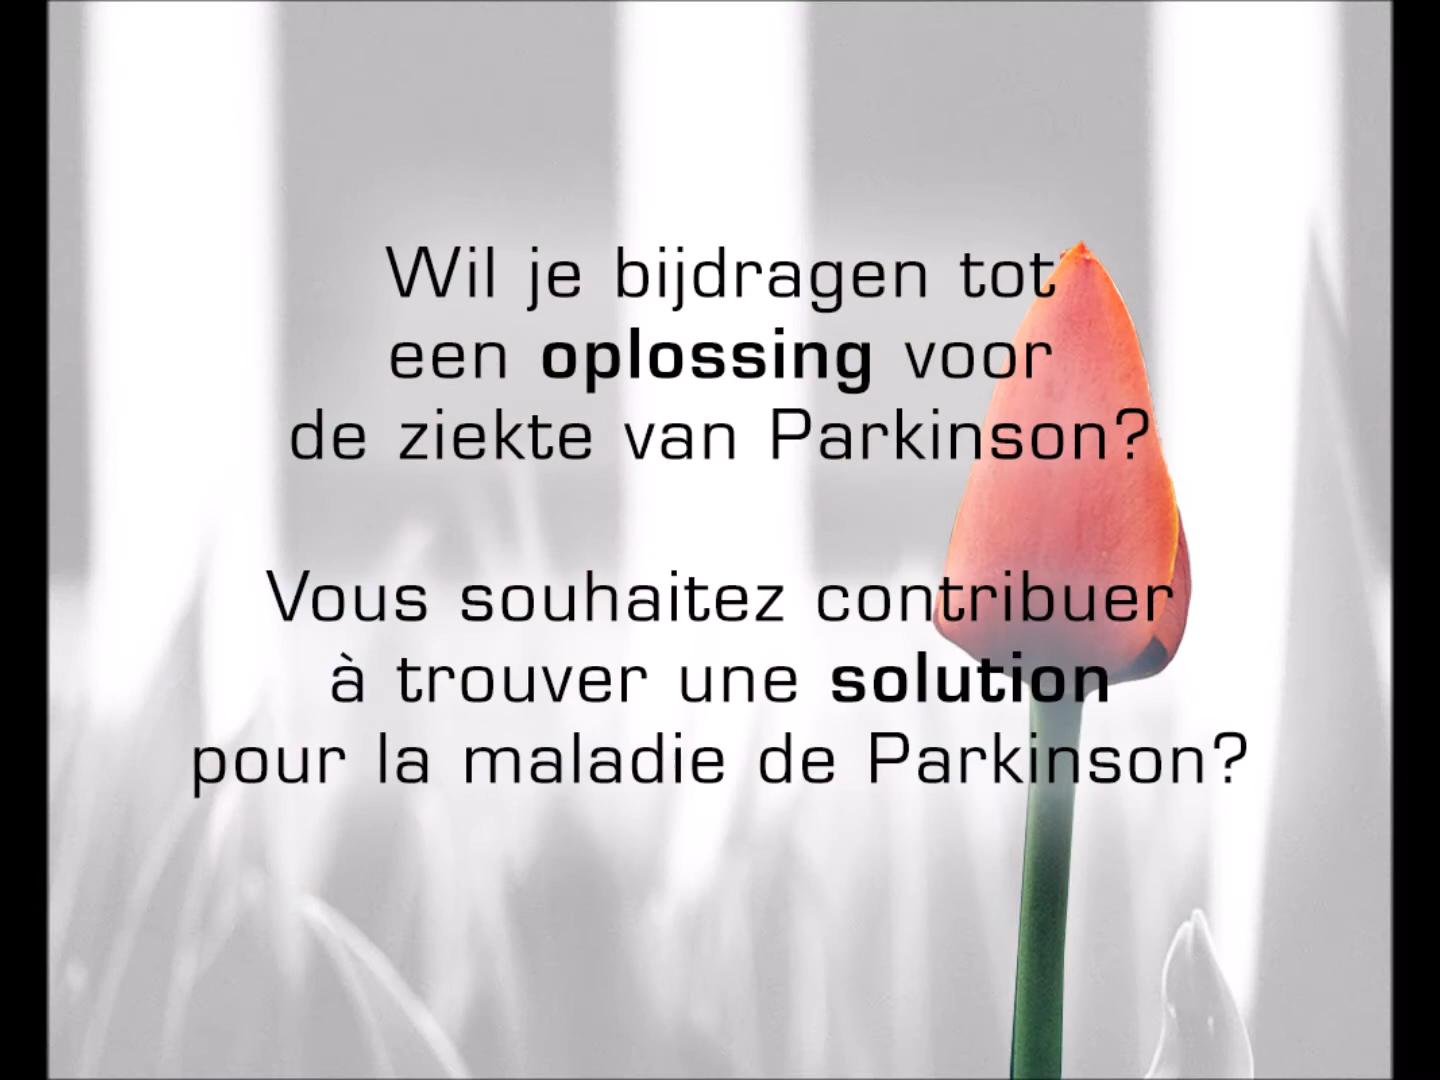 Wil je bijdragen tot
een oplossing voor
de ziekte van Parkinson?
Vous souhaitez contribuer
à trouver une solution
pour la maladie de Parkinson?